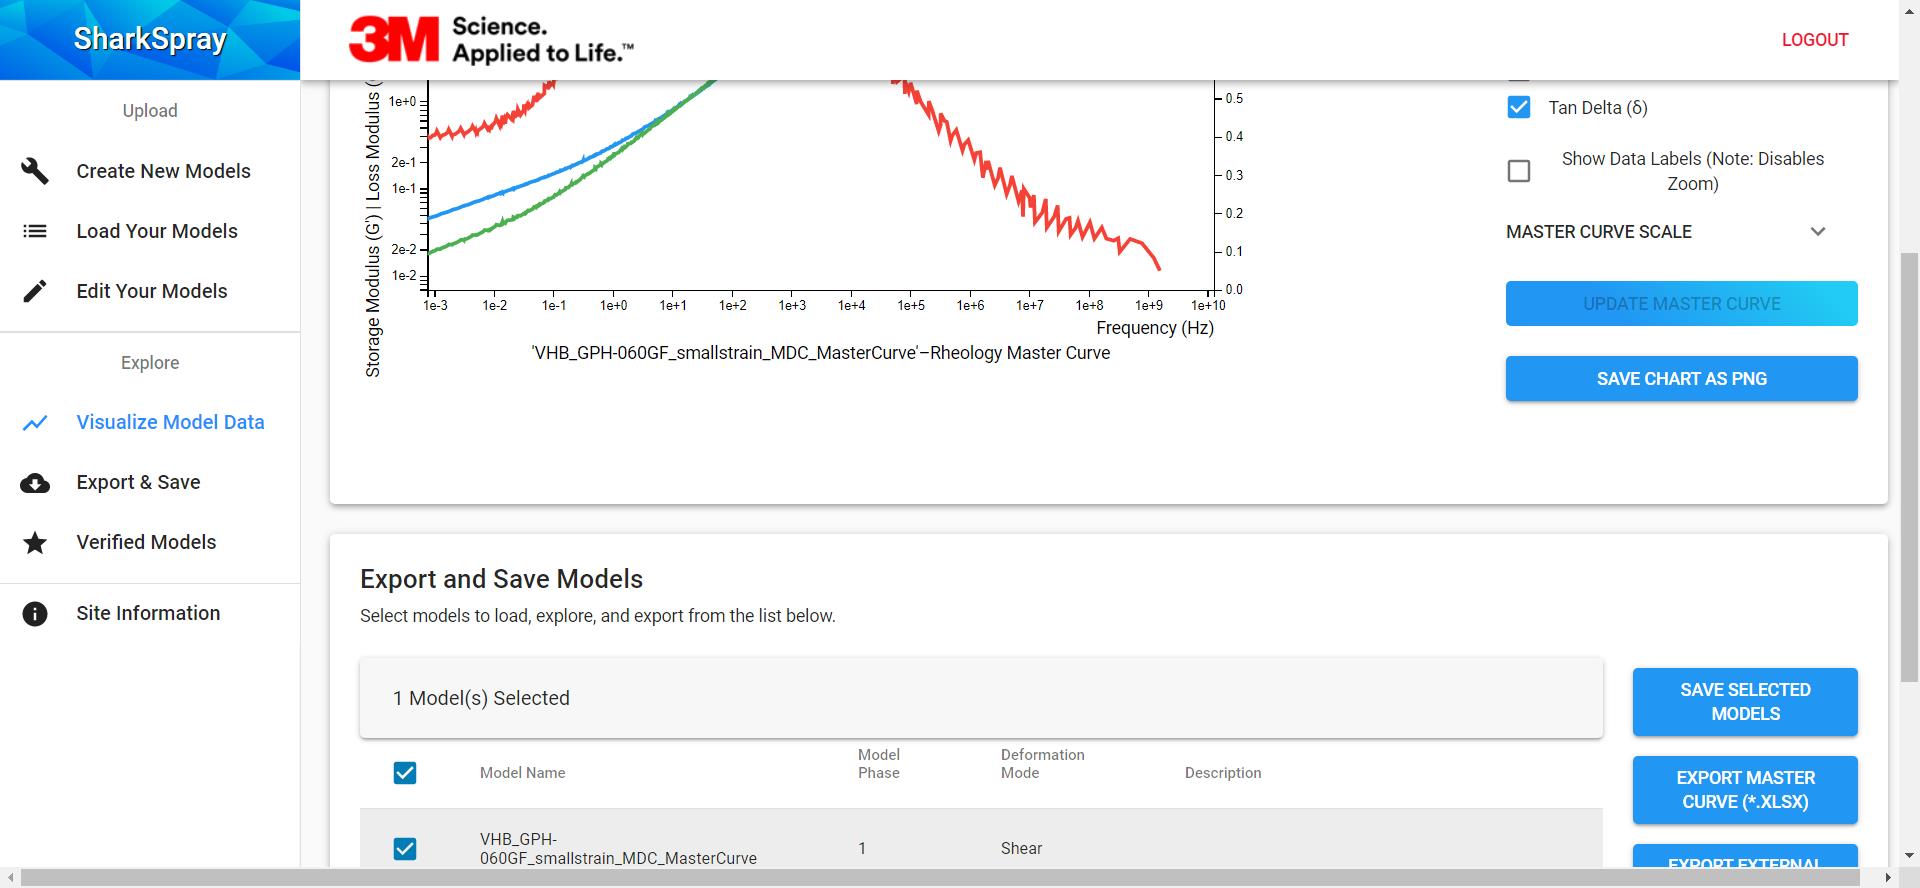 SharkSpray
3M
Science.
Applied to Life.™
LOGOUT
Upload
Create New Models
Load Your Models
Edit Your Models
Explore
Visualize Model Data
Export & Save
Verified Models
Site Information
Storage Modulus (G') | Loss Modulus (
1e+0
2e-1
1e-1
2e-2
1e-2
0.5
0.4
0.3
0.2
0.1
0.0
1e-3 1e-2 1e-1 1e+0 1e+1 1e+2 1e+3 1e+4 1e+5 1e+6 1e+7 1e+8 1e+9 1e+10
Frequency (Hz)
'VHB_GPH-060GF_smallstrain_MDC_MasterCurve'–Rheology Master Curve
Tan Delta (δ)
Show Data Labels (Note: Disables
Zoom)
MASTER CURVE SCALE
UPDATE MASTER CURVE
SAVE CHART AS PNG
Export and Save Models
Select models to load, explore, and export from the list below.
1 Model(s) Selected
Model Name
Model
Phase
Deformation
Mode
Description
VHB_GPH-
060GF_smallstrain_MDC_MasterCurve
1
Shear
SAVE SELECTED
MODELS
EXPORT MASTER
CURVE (*.XLSX)
EXPORT EXTERNAL